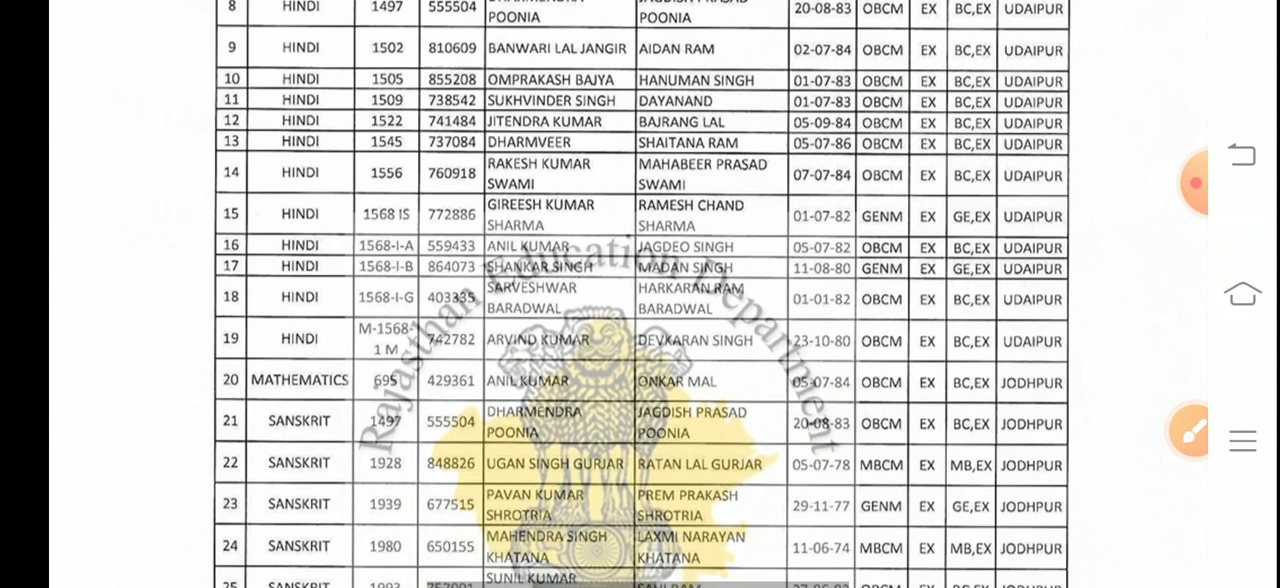 8 HINDI 1497 555504 DHARMENDRA POONIA JAGDISH PRASAD POONIA 20-08-83 OBCM EX BC,EX UDAIPUR
9 HINDI 1502 810609 BANWARI LAL JANGIR AIDAN RAM 02-07-84 OBCM EX BC,EX UDAIPUR
10 HINDI 1505 855208 OMPRAKASH BAJYA HANUMAN SINGH 01-07-83 OBCM EX BC,EX UDAIPUR
11 HINDI 1509 738542 SUKHVINDER SINGH DAYANAND 01-07-83 OBCM EX BC,EX UDAIPUR
12 HINDI 1522 741484 JITENDRA KUMAR BAJRANG LAL 05-09-84 OBCM EX BC,EX UDAIPUR
13 HINDI 1545 737084 DHARMVEER SHAITANA RAM 05-07-86 OBCM EX BC,EX UDAIPUR
14 HINDI 1556 760918 RAKESH KUMAR SWAMI MAHABEER PRASAD SWAMI 07-07-84 OBCM EX BC,EX UDAIPUR
15 HINDI 1568 IS 772886 GIREESH KUMAR SHARMA RAMESH CHAND SHARMA 01-07-82 GENM EX GE,EX UDAIPUR
16 HINDI 1568-I-A 559433 ANIL KUMAR JAGDEO SINGH 05-07-82 OBCM EX BC,EX UDAIPUR
17 HINDI 1568-I-B 864073 SHANKAR SINGH MADAN SINGH 11-08-80 GENM EX GE,EX UDAIPUR
18 HINDI 1568-I-G 403335 SARVESHWAR BARADWAL HARKARAN RAM BARADWAL 01-01-82 OBCM EX BC,EX UDAIPUR
19 HINDI M-1568-1 M 742782 ARVIND KUMAR DEVKARAN SINGH 23-10-80 OBCM EX BC,EX UDAIPUR
20 MATHEMATICS 695 429361 ANIL KUMAR ONKAR MAL 05-07-84 OBCM EX BC,EX JODHPUR
21 SANSKRIT 1497 555504 DHARMENDRA POONIA JAGDISH PRASAD POONIA 20-08-83 OBCM EX BC,EX JODHPUR
22 SANSKRIT 1928 848826 UGAN SINGH GURJAR RATAN LAL GURJAR 05-07-78 MBCM EX MB,EX JODHPUR
23 SANSKRIT 1939 677515 PAVAN KUMAR SHROTRIA PREM PRAKASH SHROTRIA 29-11-77 GENM EX GE,EX JODHPUR
24 SANSKRIT 1980 650155 MAHENDRA SINGH KHATANA LAXMI NARAYAN KHATANA 11-06-74 MBCM EX MB,EX JODHPUR
25 SANSKRIT 1993 SUNIL KUMAR OBCM EX BC,EX JODHPUR
Rajasthan Education Department